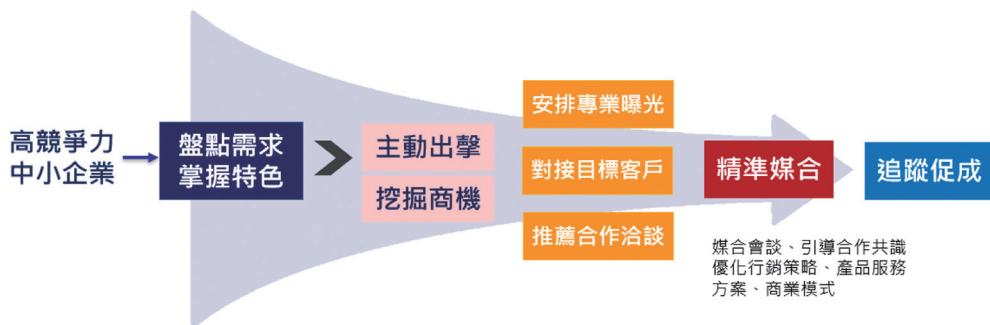 高競爭力
中小企業
盤點需求
掌握特色
主動出擊
挖掘商機
安排專業曝光
對接目標客戶
推薦合作洽談
精準媒合
媒合會談、引導合作共識
優化行銷策略、產品服務
方案、商業模式
追蹤促成